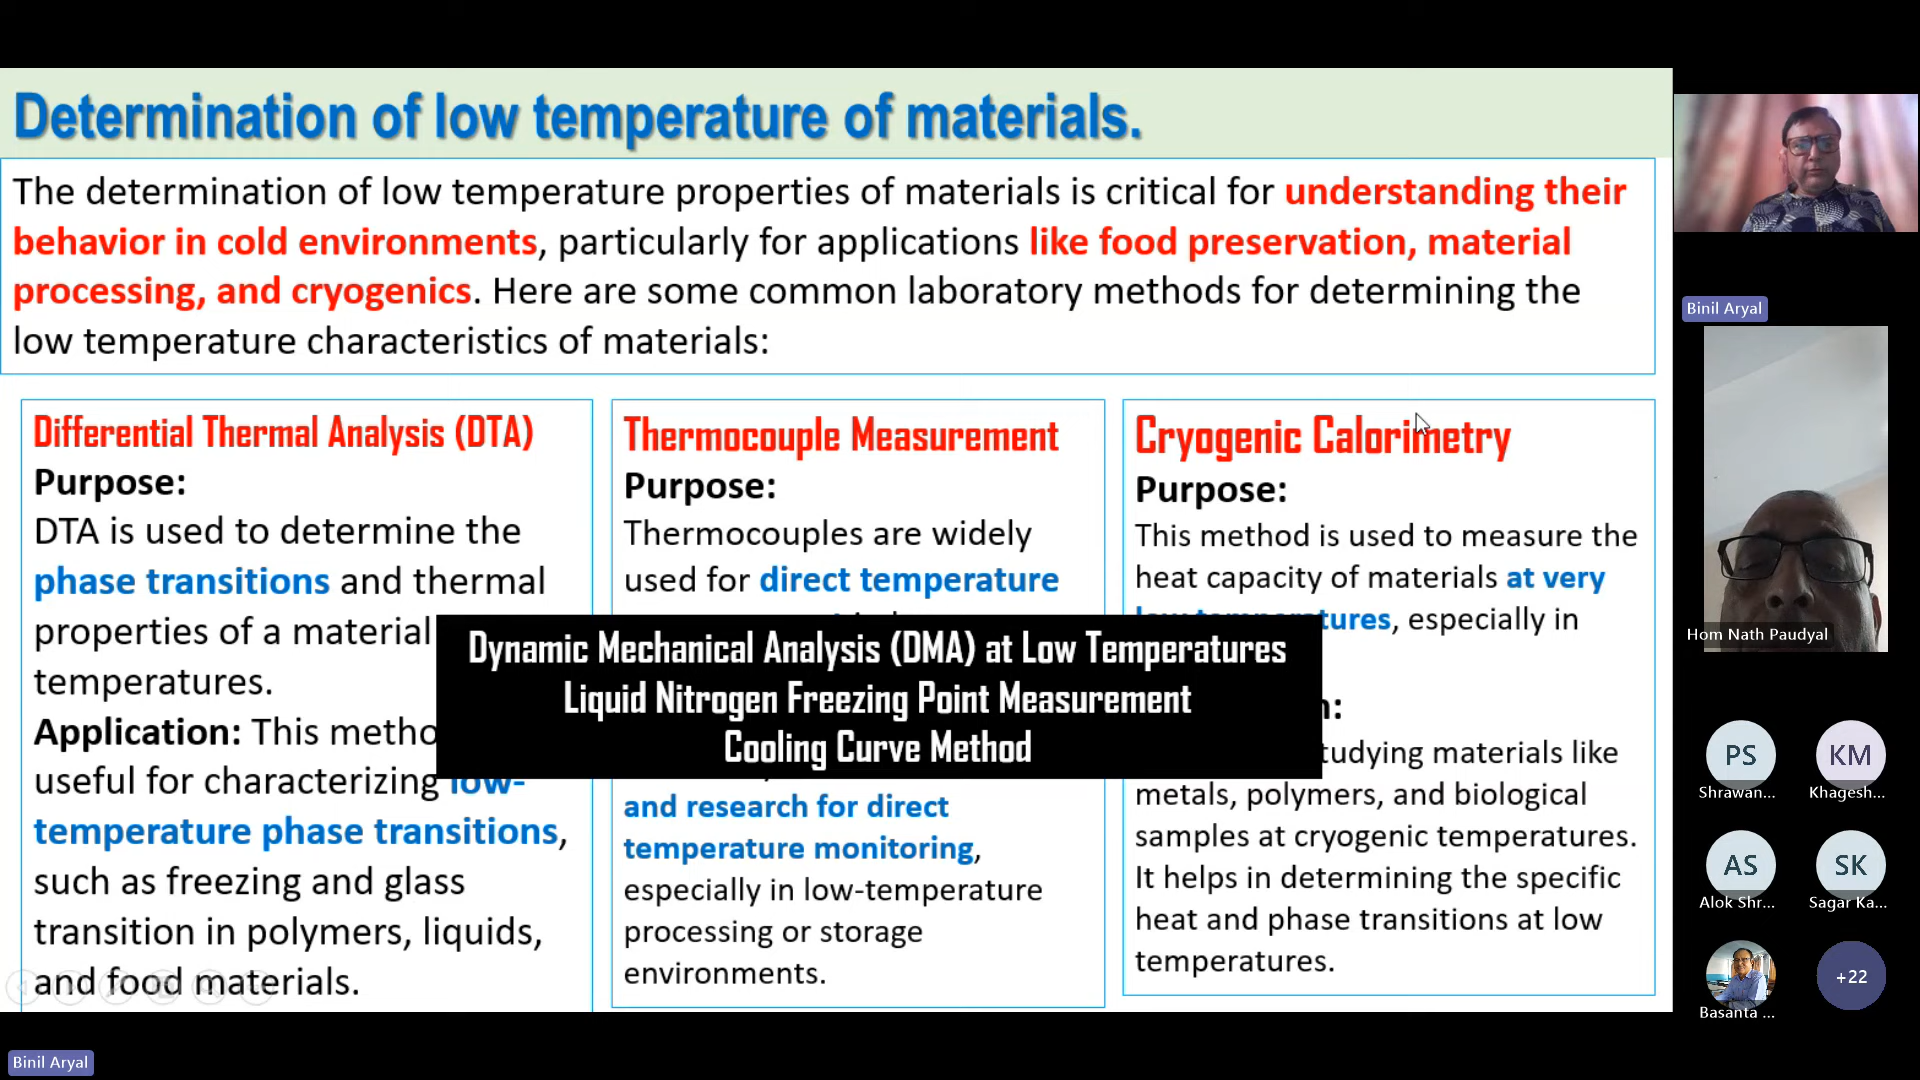 Determination of low temperature of materials.
The determination of low temperature properties of materials is critical for understanding their
behavior in cold environments, particularly for applications like food preservation, material
processing, and cryogenics. Here are some common laboratory methods for determining the
low temperature characteristics of materials:
Differential Thermal Analysis (DTA)
Purpose:
DTA is used to determine the
phase transitions and thermal
properties of a material
temperatures.
Application: This
useful for characterizing low-
temperature phase transitions,
such as freezing and glass
transition in polymers, liquids,
and food materials.
Thermocouple Measurement
Purpose:
Thermocouples are widely
used for direct temperature
and research for direct
temperature monitoring,
especially in low-temperature
processing or storage
environments.
Cryogenic Calorimetry
Purpose:
This method is used to measure the
heat capacity of materials at very
low temperatures, especially in
studying materials like
metals, polymers, and biological
samples at cryogenic temperatures.
It helps in determining the specific
heat and phase transitions at low
temperatures.
Dynamic Mechanical Analysis (DMA) at Low Temperatures
Liquid Nitrogen Freezing Point Measurement
Cooling Curve Method
Binil Aryal
Hom Nath Paudyal
PS
Shrawan...
KM
Khagesh...
AS
Alok Shr...
SK
Sagar Ka...
Basanta ...
+22
Binil Aryal